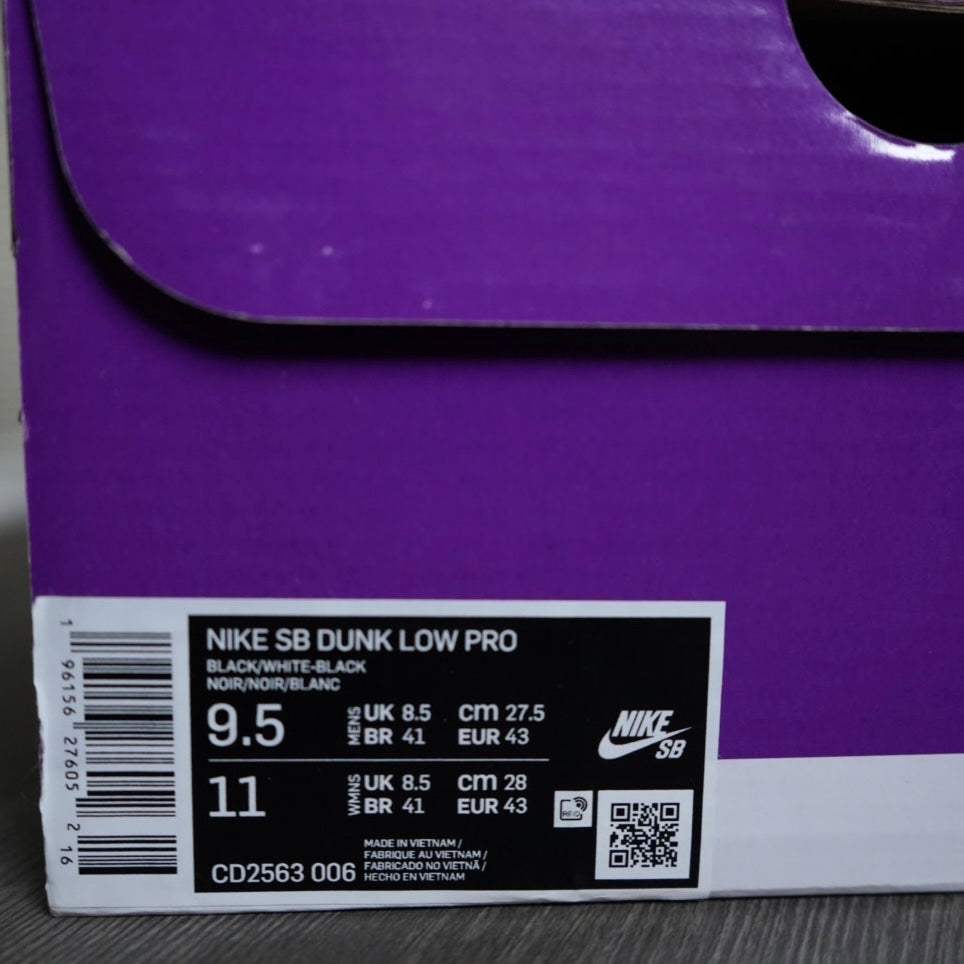 1 96156 27605 2 16
NIKE SB DUNK LOW PRO
BLACK/WHITE-BLACK
NOIR/NOIR/BLANC
9.5 MENS UK 8.5 cm 27.5
BR 41 EUR 43
11 WMNS UK 8.5 cm 28
BR 41 EUR 43
NIKE
SB
RFID
MADE IN VIETNAM /
FABRIQUE AU VIETNAM /
FABRICADO NO VIETNÃ /
HECHO EN VIETNAM
CD2563 006